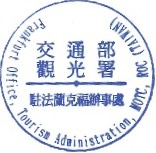 交通部
觀光署
駐法蘭克福辦事處
Frankfurt Office, Tourism Administration, MOTC, ROC (TAIWAN)